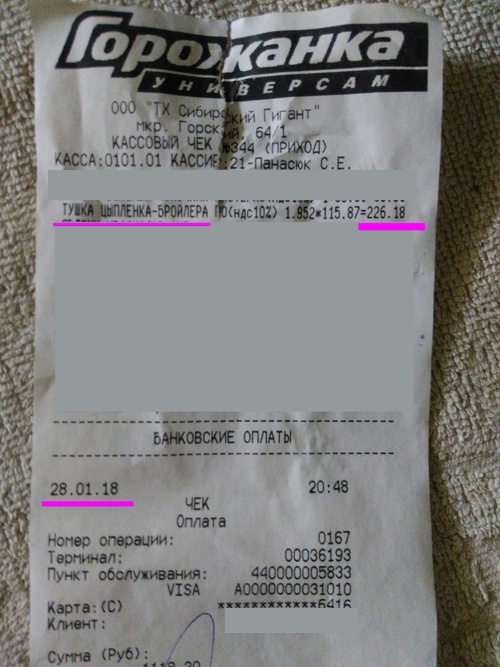 Горожанка
УНИВЕРСАМ
ООО "ТХ Сибирский Гигант"
мкр. Горский, 64/1
КАССОВЫЙ ЧЕК №344 (ПРИХОД)
КАССА:0101.01 КАССИР:21-Панасюк С.Е.
ТУШКА ЦЫПЛЕНКА-БРОЙЛЕРА ПО(ндс10%) 1.952*115.87=226.18
БАНКОВСКИЕ ОПЛАТЫ
28.01.18 20:48
ЧЕК
Оплата
Номер операции: 0167
Терминал: 00036193
Пункт обслуживания: 440000005833
VISA A0000000031010
Карта:(C) ************6416
Клиент:
Сумма (Руб):